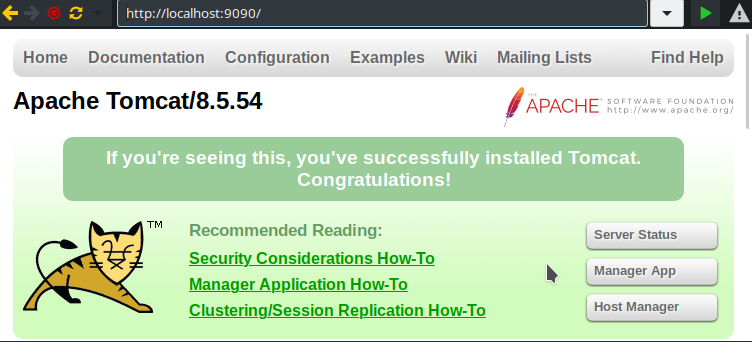 http://localhost:9090/
Home Documentation Configuration Examples Wiki Mailing Lists Find Help
Apache Tomcat/8.5.54
THE
APACHE® SOFTWARE FOUNDATION
http://www.apache.org/
If you're seeing this, you've successfully installed Tomcat.
Congratulations!
TM
Recommended Reading:
Security Considerations How-To
Manager Application How-To
Clustering/Session Replication How-To
Server Status
Manager App
Host Manager